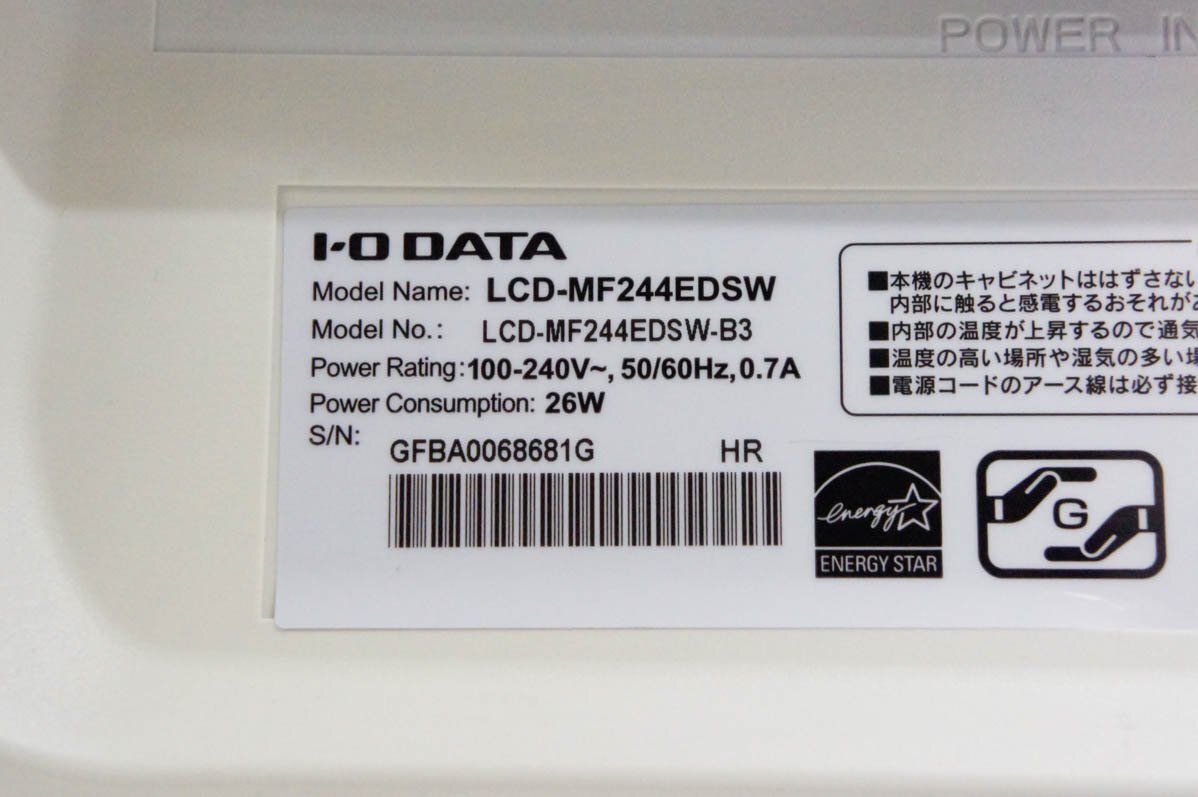 POWER IN
I-O DATA
Model Name: LCD-MF244EDSW
Model No.: LCD-MF244EDSW-B3
Power Rating: 100-240V~, 50/60Hz, 0.7A
Power Consumption: 26W
S/N:
GFBA0068681G HR
■本機のキャビネットははずさない
内部に触ると感電するおそれが
■内部の温度が上昇するので通気
■温度の高い場所や湿気の多い場
■電源コードのアース線は必ず接
energy
ENERGY STAR
G